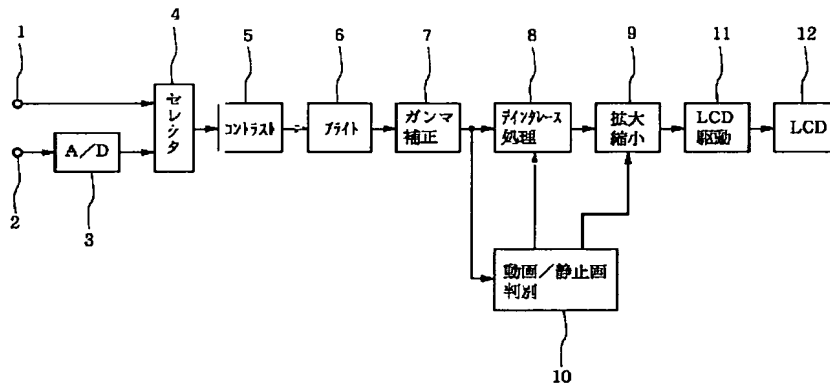 4
5
6
7
8
9
11
12
1
セレクタ
コントラスト
ブライト
ガンマ
補正
デインタレース
処理
拡大
縮小
LCD
駆動
LCD
A/D
2
3
動画/静止画
判別
10